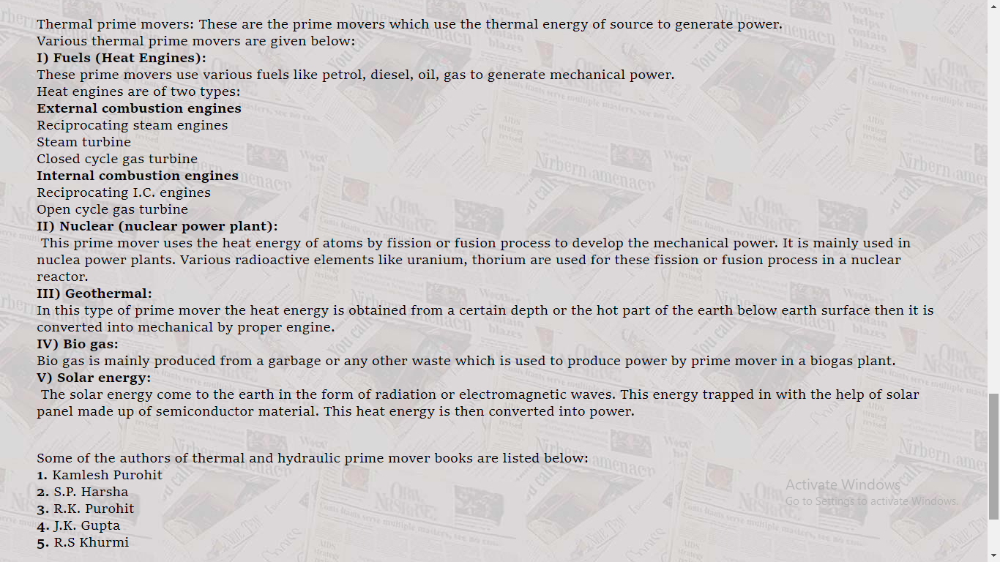 Thermal prime movers: These are the prime movers which use the thermal energy of source to generate power.
Various thermal prime movers are given below:
I) Fuels (Heat Engines):
These prime movers use various fuels like petrol, diesel, oil, gas to generate mechanical power.
Heat engines are of two types:
External combustion engines
Reciprocating steam engines
Steam turbine
Closed cycle gas turbine
Internal combustion engines
Reciprocating I.C. engines
Open cycle gas turbine
II) Nuclear (nuclear power plant):
This prime mover uses the heat energy of atoms by fission or fusion process to develop the mechanical power. It is mainly used in
nuclea power plants. Various radioactive elements like uranium, thorium are used for these fission or fusion process in a nuclear
reactor.
III) Geothermal:
In this type of prime mover the heat energy is obtained from a certain depth or the hot part of the earth below earth surface then it is
converted into mechanical by proper engine.
IV) Bio gas:
Bio gas is mainly produced from a garbage or any other waste which is used to produce power by prime mover in a biogas plant.
V) Solar energy:
The solar energy come to the earth in the form of radiation or electromagnetic waves. This energy trapped in with the help of solar
panel made up of semiconductor material. This heat energy is then converted into power.
Some of the authors of thermal and hydraulic prime mover books are listed below:
1. Kamlesh Purohit
2. S.P. Harsha
3. R.K. Purohit
4. J.K. Gupta
5. R.S Khurmi
Activate Windows
Go to Settings to activate Windows.